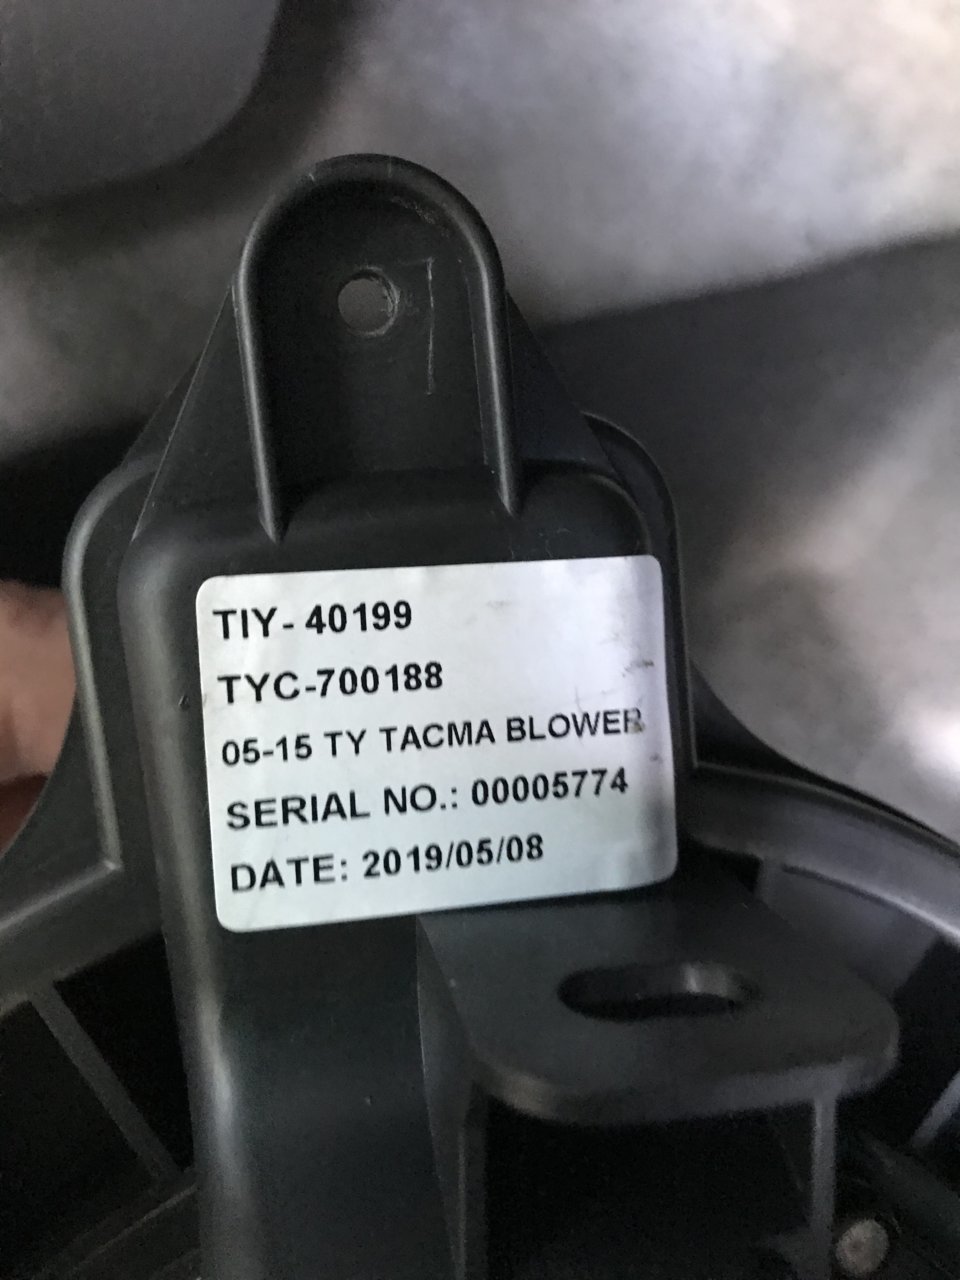 TIY- 40199
TYC-700188
05-15 TY TACMA BLOWER
SERIAL NO.: 00005774
DATE: 2019/05/08